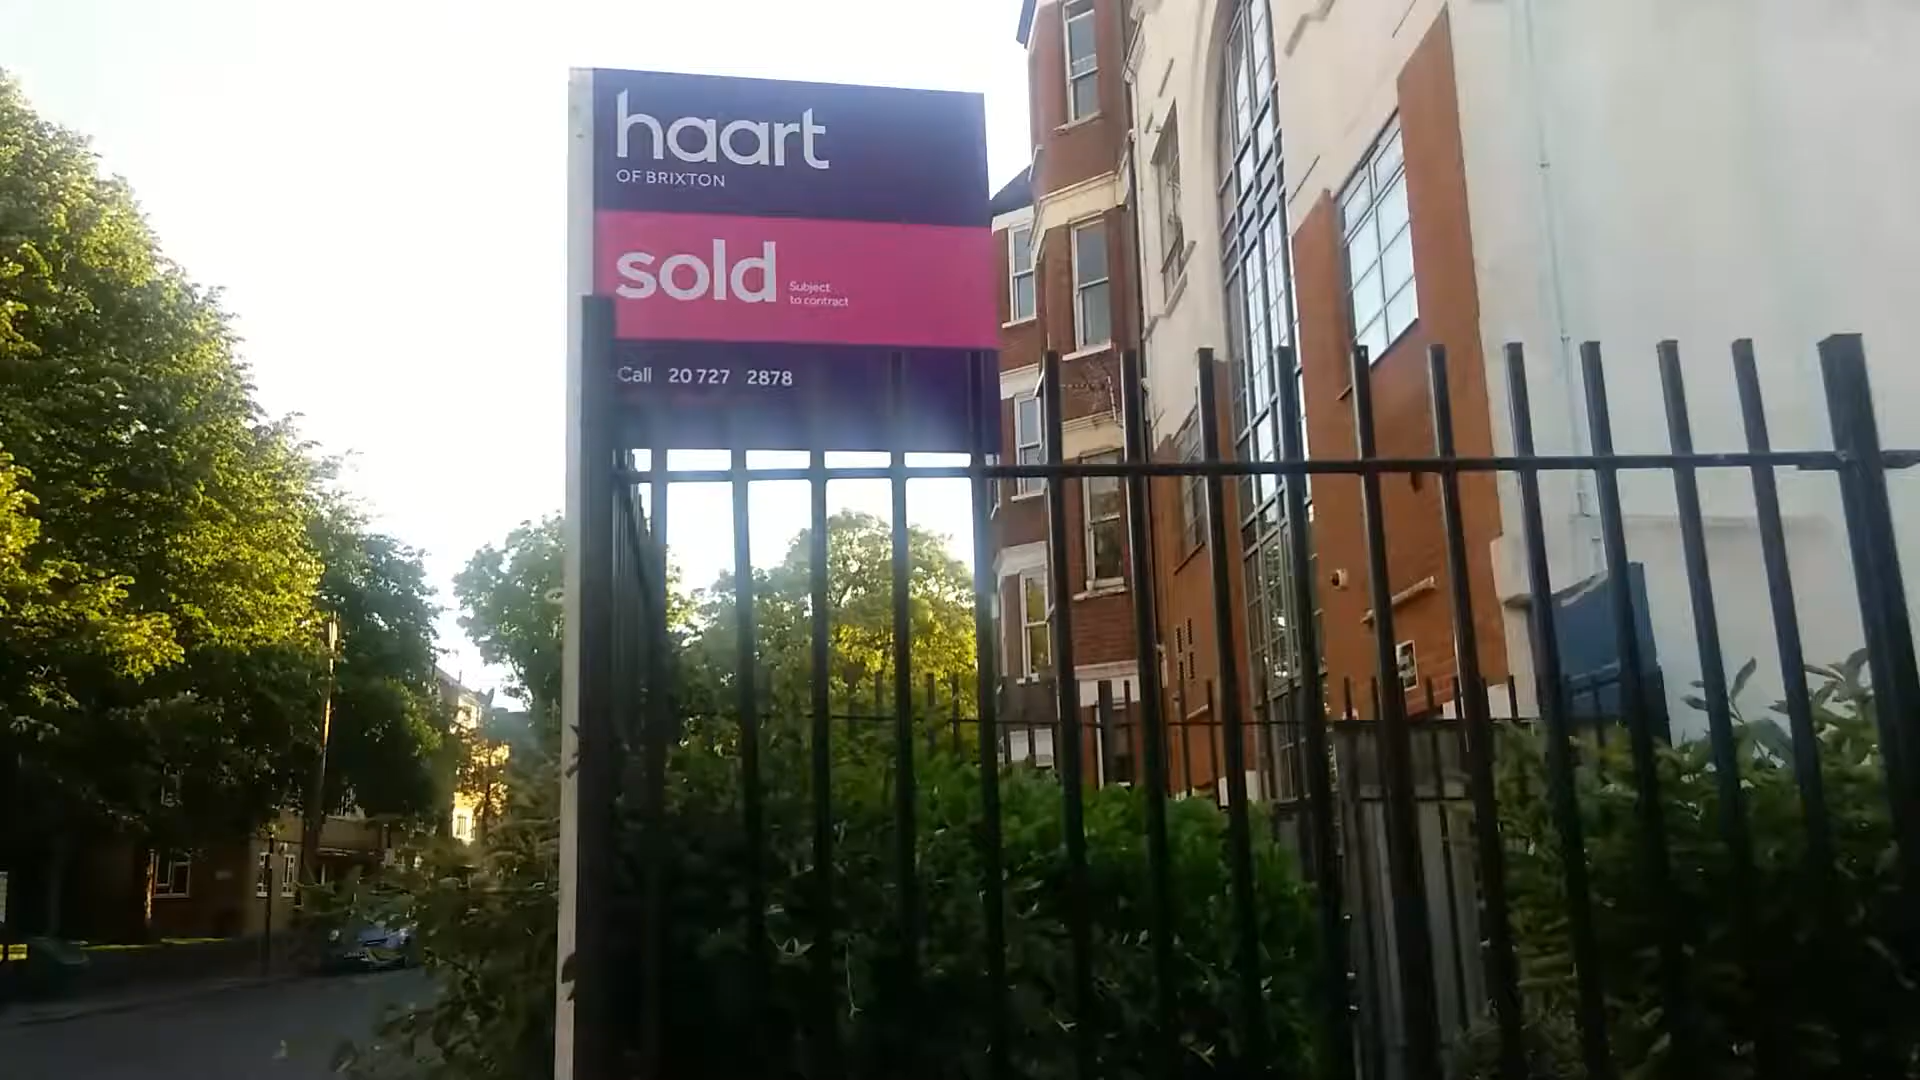 haart
OF BRIXTON
sold
Subject
to contract
Call 20 727 2878